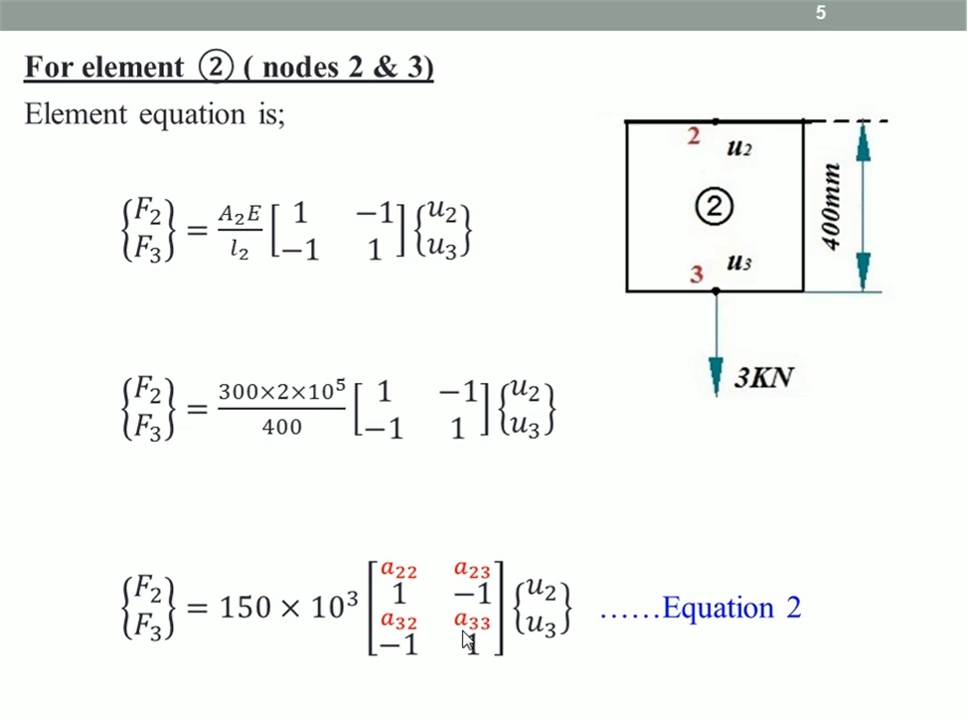 5
For element ② ( nodes 2 & 3)
Element equation is;
2
u2
②
400mm
3
u3
3KN
{F₂ F₃} = A₂E/l₂ [1 −1 −1 1] {u₂ u₃}
{F₂ F₃} = 300×2×10⁵/400 [1 −1 −1 1] {u₂ u₃}
{F₂ F₃} = 150 × 10³ [a₂₂ 1 a₂₃ −1 a₃₂ −1 a₃₃ 1] {u₂ u₃} ……Equation 2